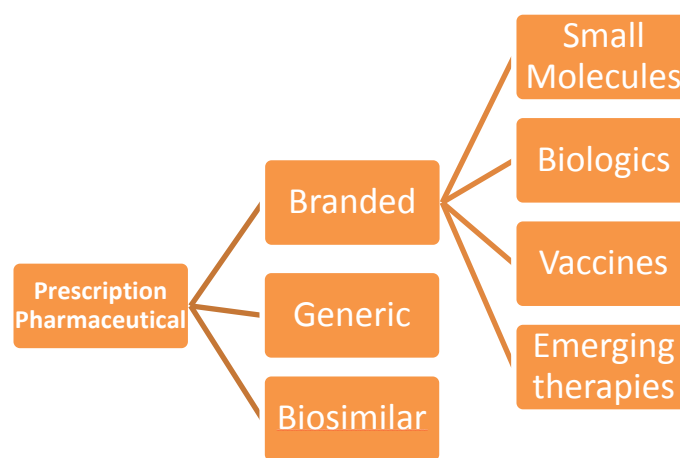 Prescription
Pharmaceutical
Branded
Generic
Biosimilar
Small
Molecules
Biologics
Vaccines
Emerging
therapies